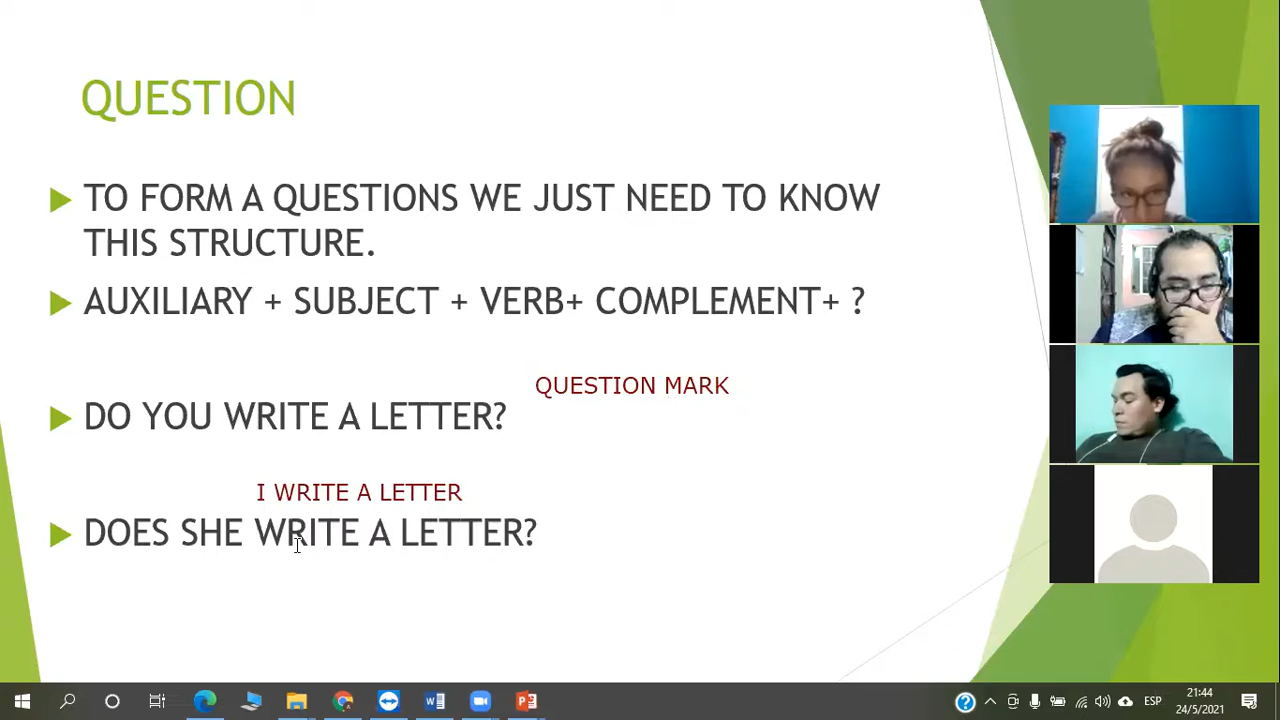 QUESTION
TO FORM A QUESTIONS WE JUST NEED TO KNOW
THIS STRUCTURE.
AUXILIARY + SUBJECT + VERB+ COMPLEMENT+ ?
QUESTION MARK
DO YOU WRITE A LETTER?
I WRITE A LETTER
DOES SHE WRITE A LETTER?
ESP
21:44
24/5/2021